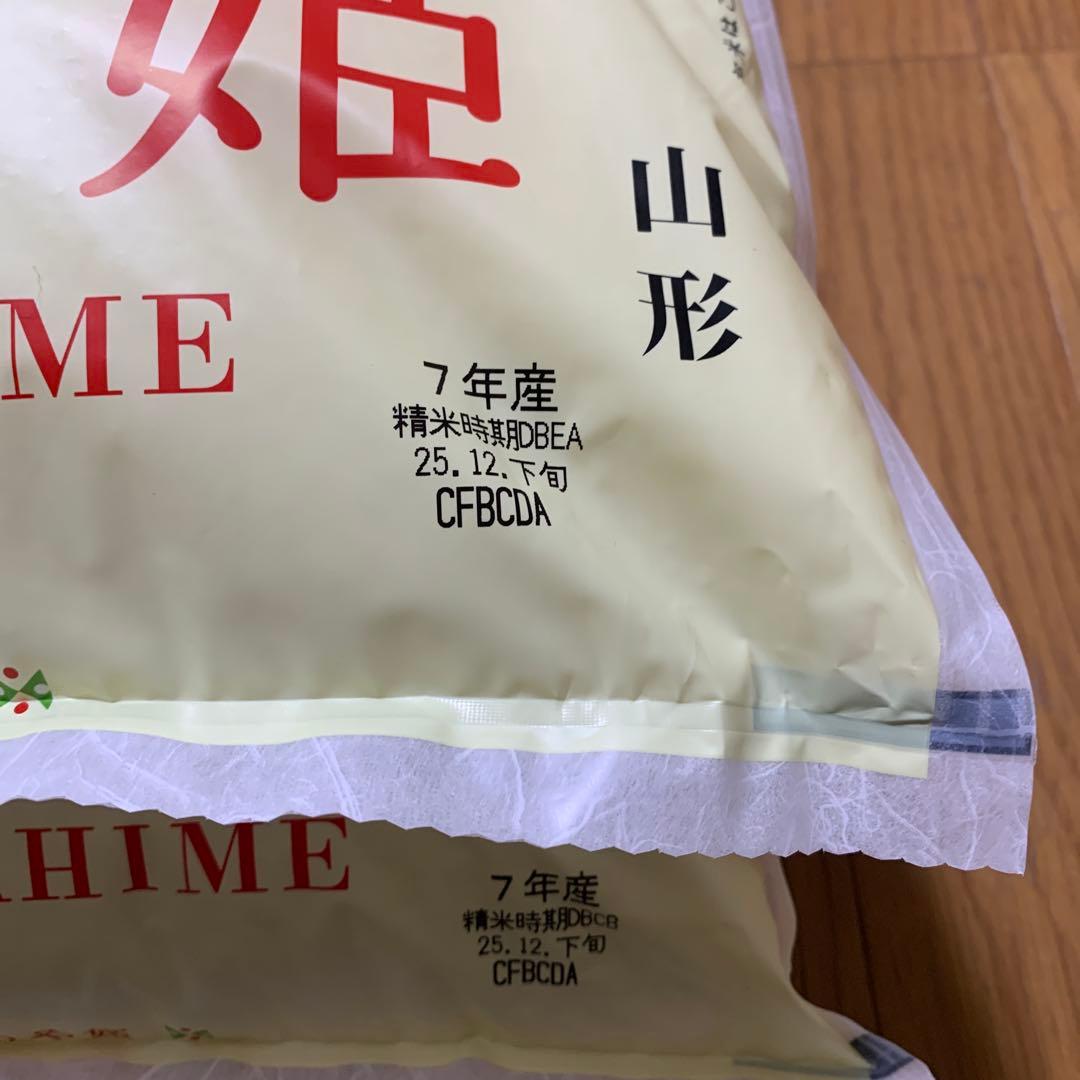 姫
山形
ME
7年産
精米時期DBEA
25.12.下旬
CFBCDA
HIME
7年産
精米時期DBCB
25.12.下旬
CFBCDA